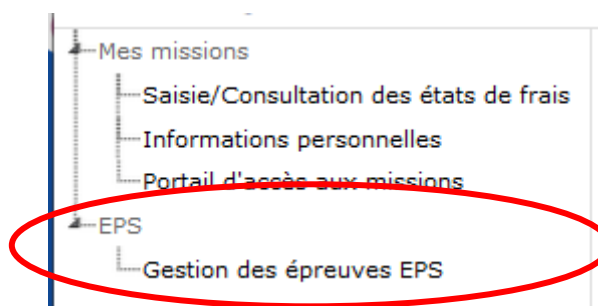 Mes missions
Saisie/Consultation des états de frais
Informations personnelles
Portail d'accès aux missions
EPS
Gestion des épreuves EPS